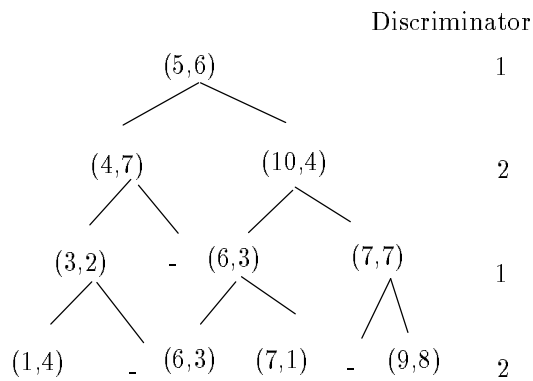 Discriminator
(5,6) 1
(4,7) (10,4) 2
(3,2) - (6,3) (7,7) 1
(1,4) - (6,3) (7,1) - (9,8) 2